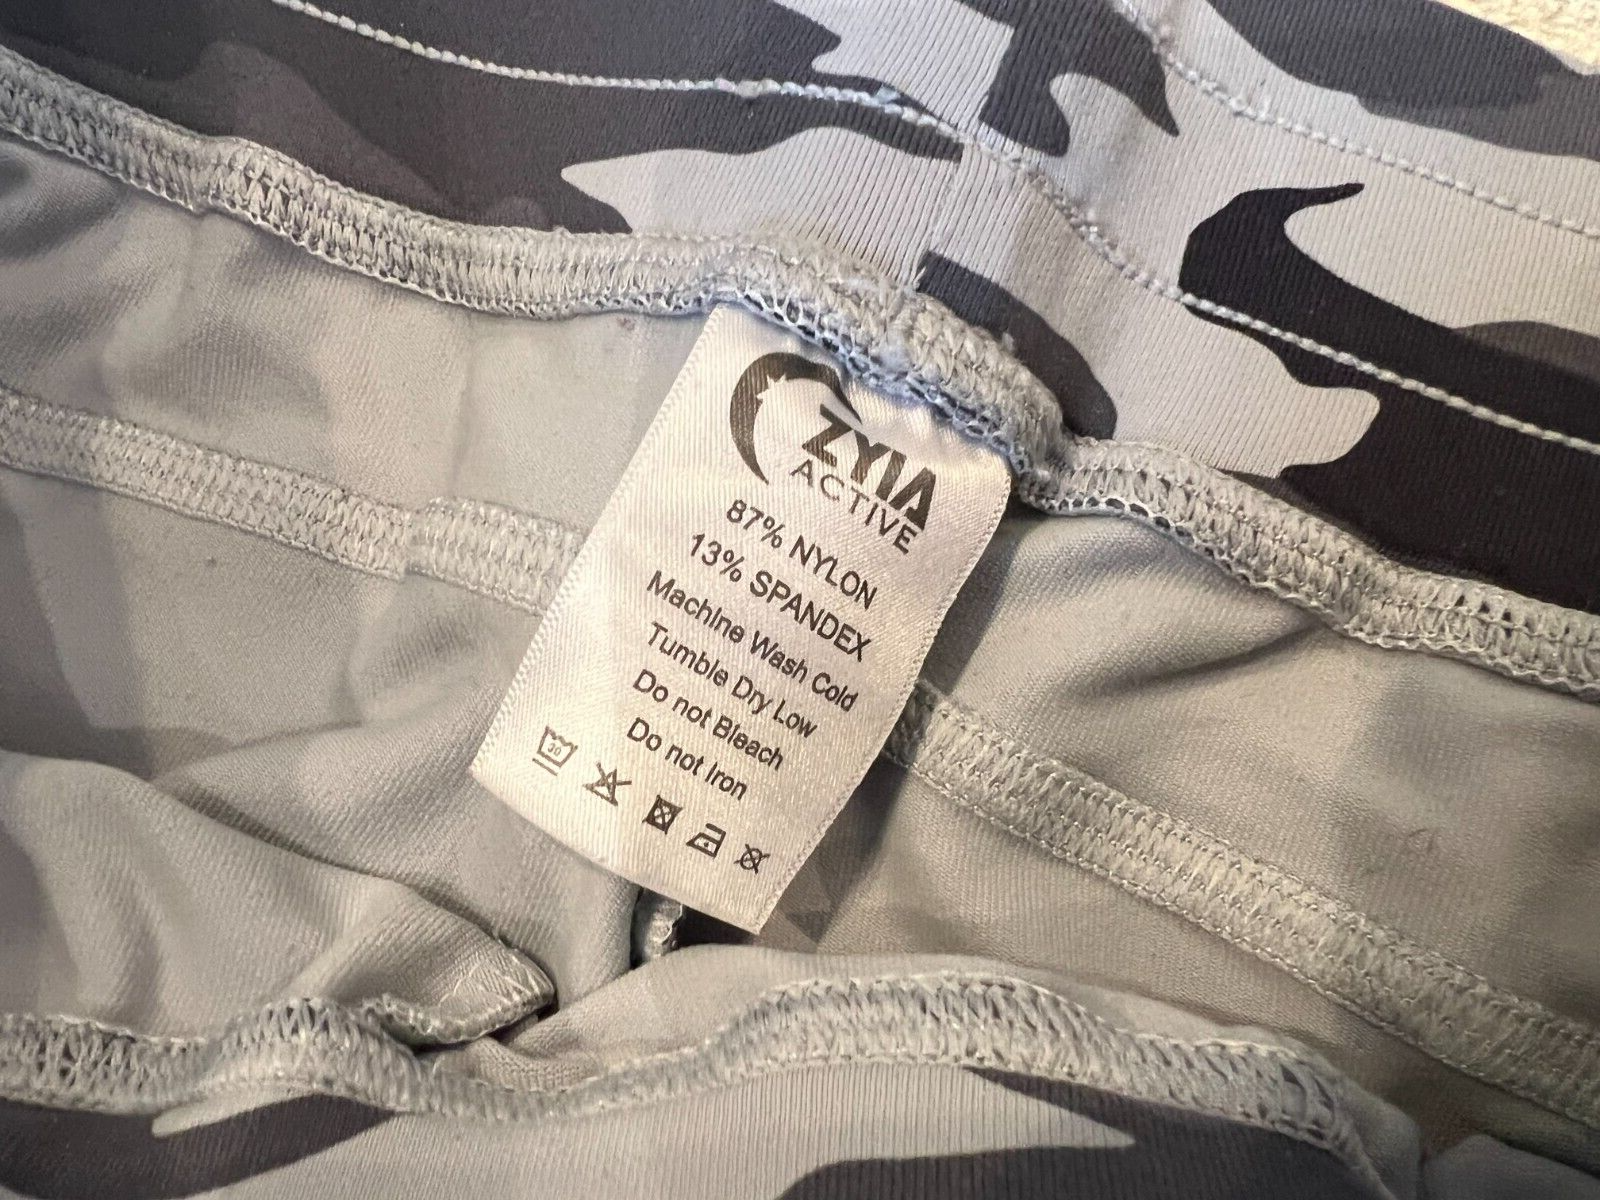 ZYIA
ACTIVE
87% NYLON
13% SPANDEX
Machine Wash Cold
Tumble Dry Low
Do not Bleach
Do not Iron
30